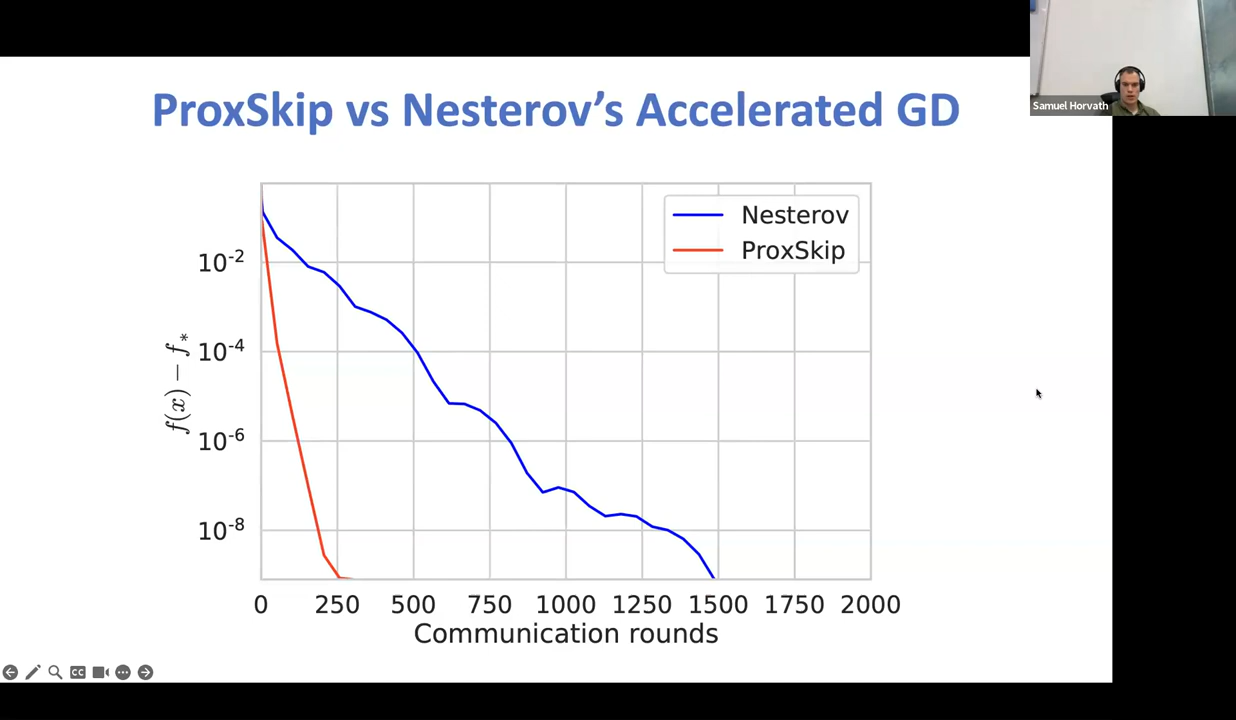 ProxSkip vs Nesterov's Accelerated GD
Samuel Horvath
Nesterov
ProxSkip
10⁻²
10⁻⁴
10⁻⁶
10⁻⁸
f(x) − f⁎
0 250 500 750 1000 1250 1500 1750 2000
Communication rounds
CC